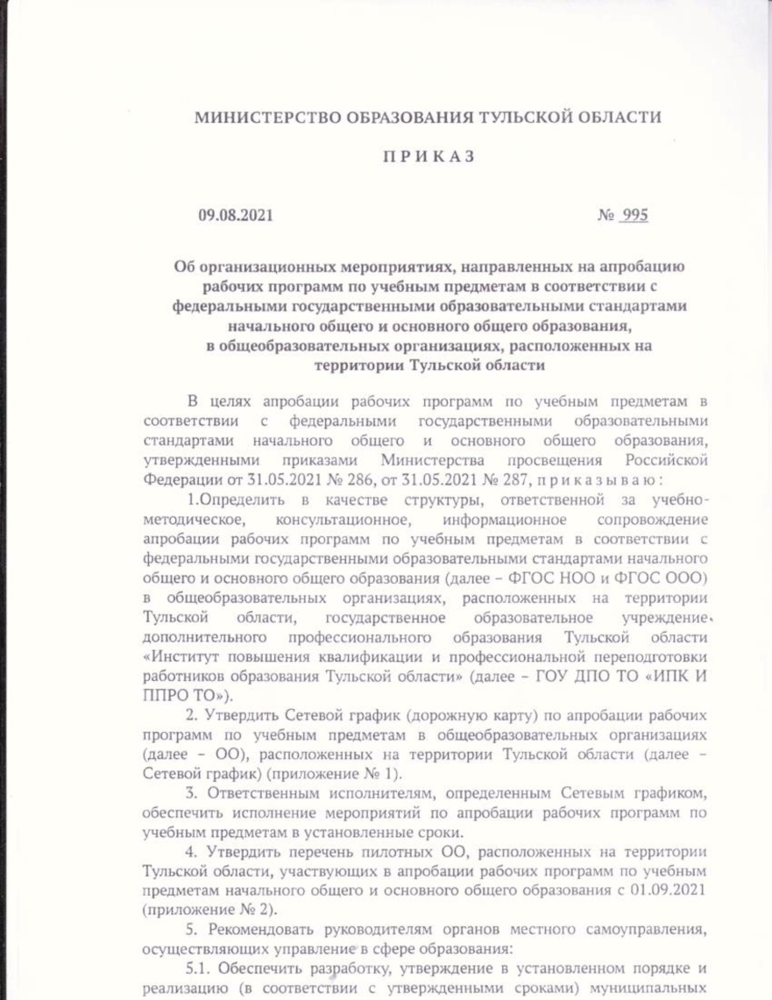 МИНИСТЕРСТВО ОБРАЗОВАНИЯ ТУЛЬСКОЙ ОБЛАСТИ
П Р И К А З
09.08.2021 № 995
Об организационных мероприятиях, направленных на апробацию
рабочих программ по учебным предметам в соответствии с
федеральными государственными образовательными стандартами
начального общего и основного общего образования,
в общеобразовательных организациях, расположенных на
территории Тульской области
В целях апробации рабочих программ по учебным предметам в
соответствии с федеральными государственными образовательными
стандартами начального общего и основного общего образования,
утвержденными приказами Министерства просвещения Российской
Федерации от 31.05.2021 № 286, от 31.05.2021 № 287, п р и к а з ы в а ю :
1.Определить в качестве структуры, ответственной за учебно-
методическое, консультационное, информационное сопровождение
апробации рабочих программ по учебным предметам в соответствии с
федеральными государственными образовательными стандартами начального
общего и основного общего образования (далее – ФГОС НОО и ФГОС ООО)
в общеобразовательных организациях, расположенных на территории
Тульской области, государственное образовательное учреждение
дополнительного профессионального образования Тульской области
«Институт повышения квалификации и профессиональной переподготовки
работников образования Тульской области» (далее – ГОУ ДПО ТО «ИПК И
ППРО ТО»).
2. Утвердить Сетевой график (дорожную карту) по апробации рабочих
программ по учебным предметам в общеобразовательных организациях
(далее – ОО), расположенных на территории Тульской области (далее –
Сетевой график) (приложение № 1).
3. Ответственным исполнителям, определенным Сетевым графиком,
обеспечить исполнение мероприятий по апробации рабочих программ по
учебным предметам в установленные сроки.
4. Утвердить перечень пилотных ОО, расположенных на территории
Тульской области, участвующих в апробации рабочих программ по учебным
предметам начального общего и основного общего образования с 01.09.2021
(приложение № 2).
5. Рекомендовать руководителям органов местного самоуправления,
осуществляющих управление в сфере образования:
5.1. Обеспечить разработку, утверждение в установленном порядке и
реализацию (в соответствии с утвержденными сроками) муниципальных